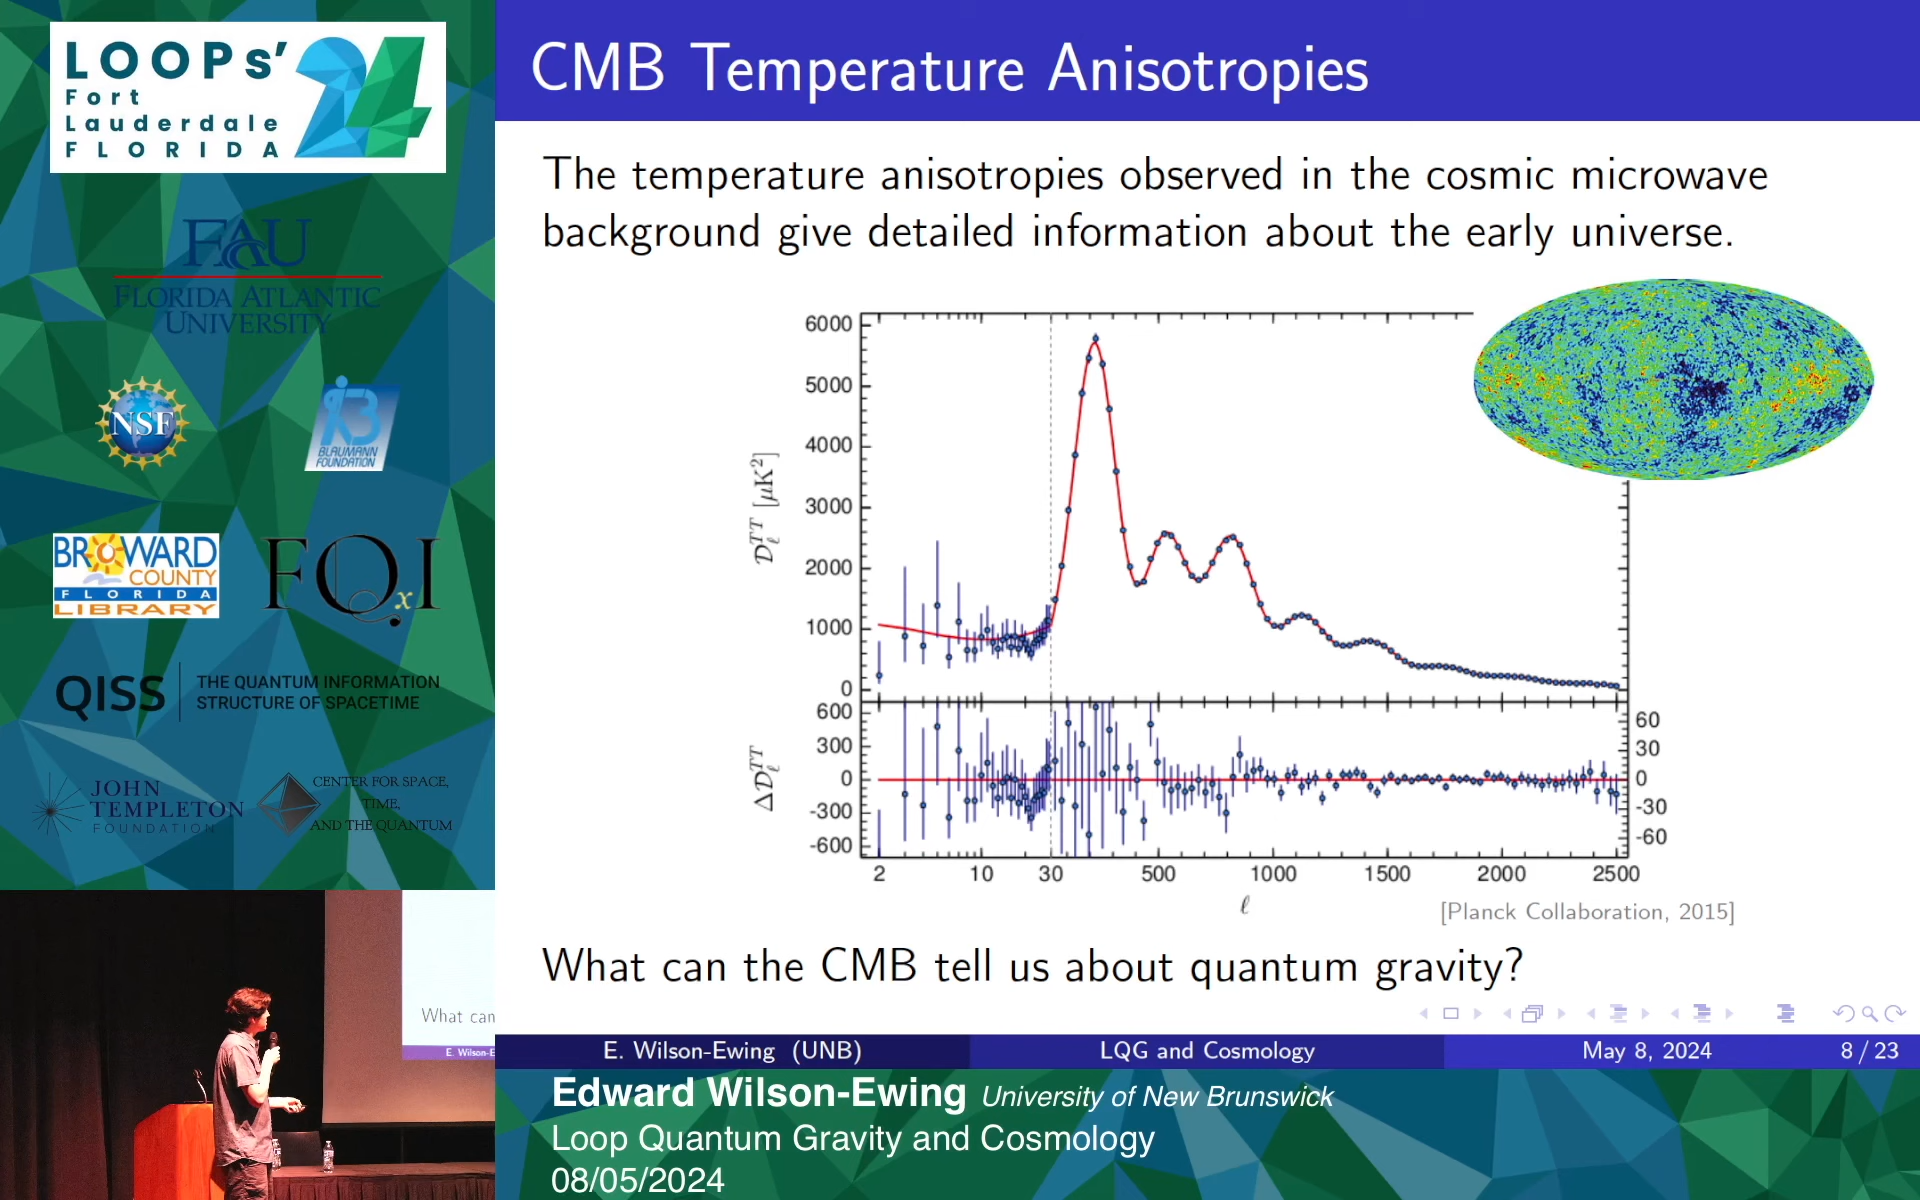 LOOPs' 24
Fort
Lauderdale
FLORIDA
FAU
FLORIDA ATLANTIC
UNIVERSITY
NSF
BLAUMANN
FOUNDATION
BROWARD
COUNTY
FLORIDA
LIBRARY
FQxI
QISS
THE QUANTUM INFORMATION
STRUCTURE OF SPACETIME
JOHN
TEMPLETON
FOUNDATION
CENTER FOR SPACE,
TIME,
AND THE QUANTUM
What can
E. Wilson-E
CMB Temperature Anisotropies
The temperature anisotropies observed in the cosmic microwave
background give detailed information about the early universe.
6000
5000
4000
3000
2000
1000
0
𝒟ℓᵀᵀ [μK²]
600
300
0
-300
-600
Δ𝒟ℓᵀᵀ
60
30
0
-30
-60
2 10 30 500 1000 1500 2000 2500
ℓ
[Planck Collaboration, 2015]
What can the CMB tell us about quantum gravity?
E. Wilson-Ewing (UNB) LQG and Cosmology May 8, 2024 8 / 23
Edward Wilson-Ewing University of New Brunswick
Loop Quantum Gravity and Cosmology
08/05/2024